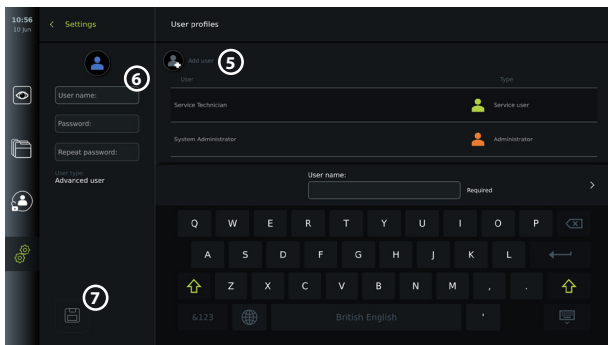 10:56
10 Jun
Settings
User profiles
5
Add user
6
User
Type
User name:
Service Technician
Service user
Password:
System Administrator
Administrator
Repeat password:
User type:
Advanced user
User name:
Required
Q W E R T Y U I O P
A S D F G H J K L
Z X C V B N M , .
7
&123
British English
'